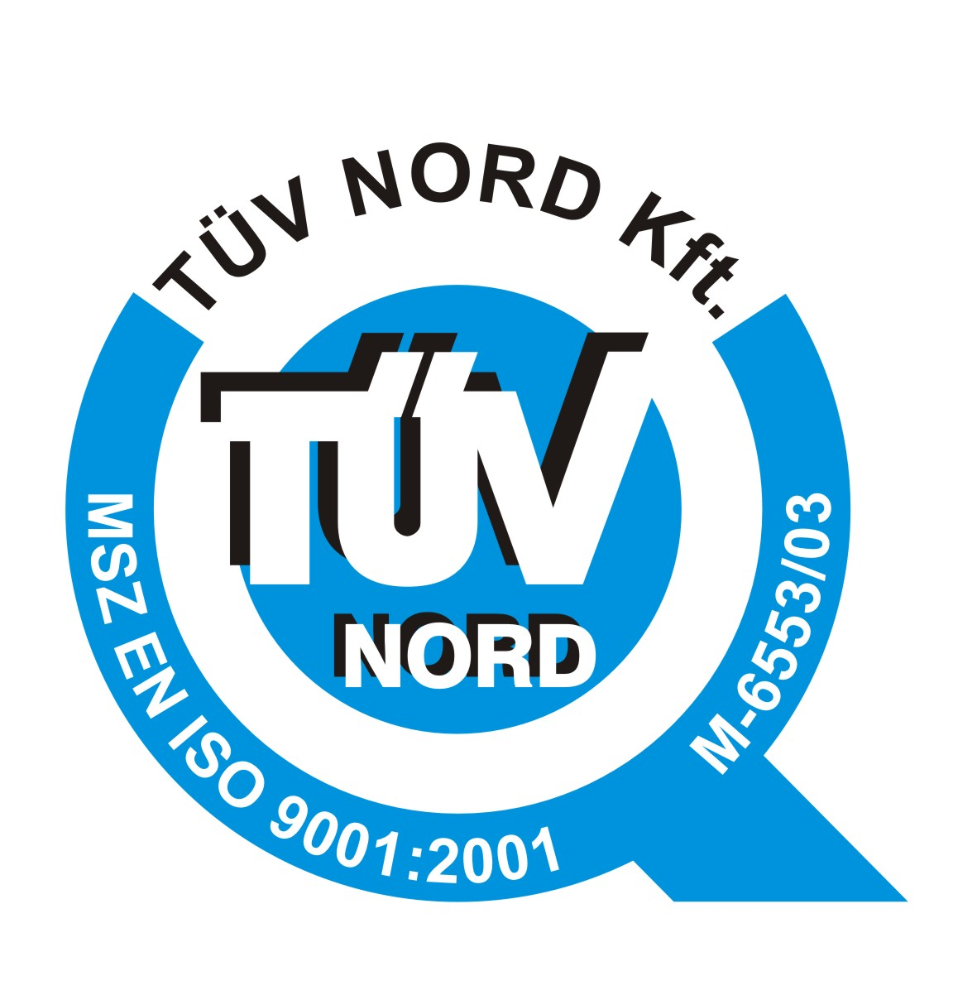 TÜV NORD Kft.
TÜV
NORD
MSZ EN ISO 9001:2001
M-6553/03